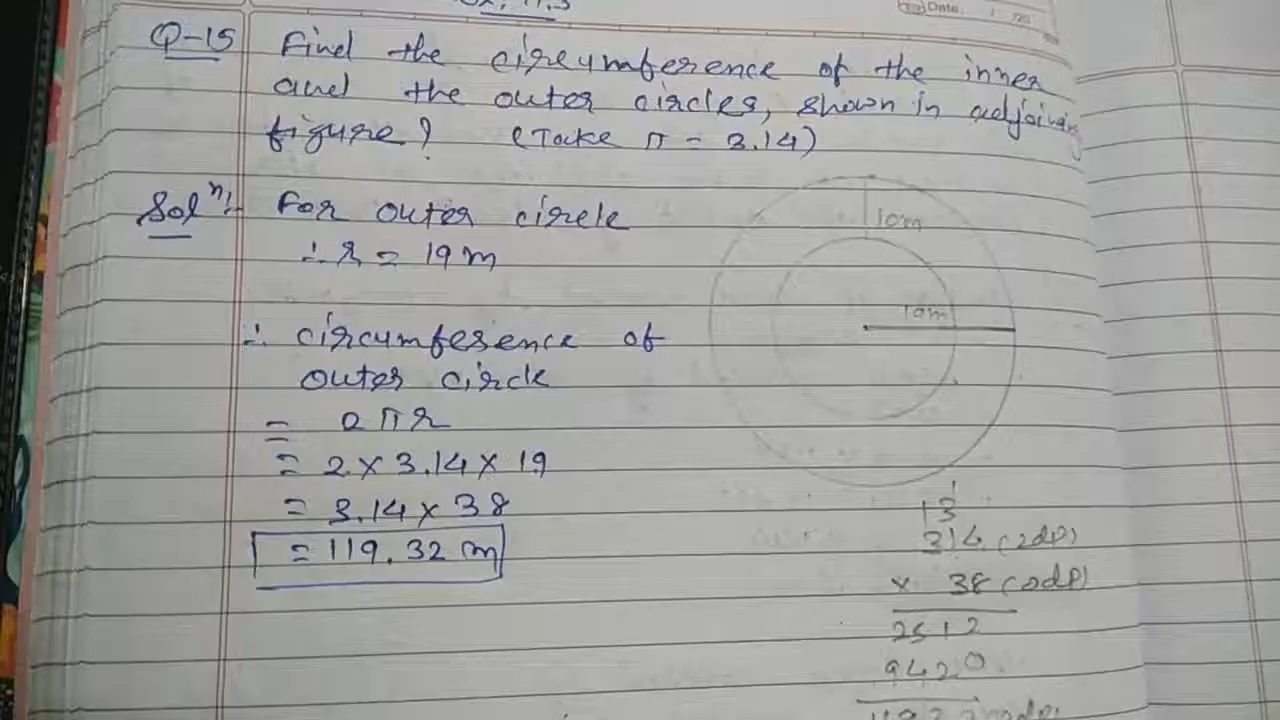 Date:
Q-15 Find the circumference of the inner
and the outer circles, shown in adjoining
figure? (Take π = 3.14)
Solⁿ:- For outer circle
∴ r = 19 m
10m
10m
∴ circumference of
outer circle
= 2πr
= 2 × 3.14 × 19
= 3.14 × 38
= 119.32 m
13
314 (2dp)
× 38 (0dp)
2512
9420